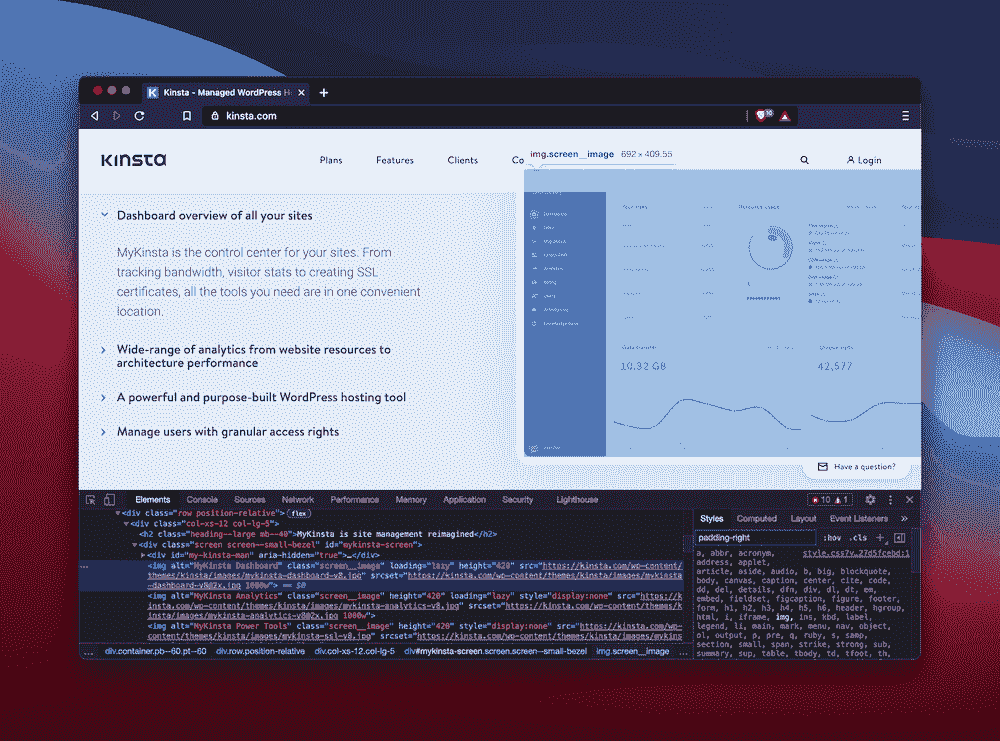 Kinsta - Managed WordPress H
kinsta.com
10
KINSTA
Plans
Features
Clients
Co
img.screen__image 692 × 409.55
Login
Dashboard overview of all your sites
MyKinsta is the control center for your sites. From
tracking bandwidth, visitor stats to creating SSL
certificates, all the tools you need are in one convenient
location.
Wide-range of analytics from website resources to
architecture performance
A powerful and purpose-built WordPress hosting tool
Manage users with granular access rights
10.32 GB
42,577
Have a question?
Elements
Console
Sources
Network
Performance
Memory
Application
Security
Lighthouse
10
1
▼<div class="row position-relative"> flex
▼<div class="col-xs-12 col-lg-5">
<h2 class="heading--large mb--40">MyKinsta is site management reimagined</h2>
▼<div class="screen screen--small-bezel" id="mykinsta-screen">
▶<div id="my-kinsta-man" aria-hidden="true">…</div>
<img alt="MyKinsta Dashboard" class="screen__image" loading="lazy" height="420" src="https://kinsta.com/wp-content/
themes/kinsta/images/mykinsta-dashboard-v8.jpg" srcset="https://kinsta.com/wp-content/themes/kinsta/images/mykinsta
-dashboard-v8@2x.jpg 1000w"> == $0
<img alt="MyKinsta Analytics" class="screen__image" height="420" loading="lazy" style="display:none" src="https://k
insta.com/wp-content/themes/kinsta/images/mykinsta-analytics-v8.jpg" srcset="https://kinsta.com/wp-content/themes/
kinsta/images/mykinsta-analytics-v8@2x.jpg 1000w">
<img alt="MyKinsta Power Tools" class="screen__image" height="420" style="display:none" src="https://kinsta.com/wp-
content/themes/kinsta/images/mykinsta-ssl-v8.jpg" srcset="https://kinsta.com/wp-content/themes/kinsta/images/mykins
... div.container.pb--60.pt--60 div.row.position-relative div.col-xs-12.col-lg-5 div#mykinsta-screen.screen.screen--small-bezel img.screen__image ...
Styles
Computed
Layout
Event Listeners
»
padding-right
:hov .cls +
a, abbr, acronym, style.css?v…27d5fcebd:1
address, applet,
article, aside, audio, b, big, blockquote,
body, canvas, caption, center, cite, code,
dd, del, details, dfn, div, dl, dt, em,
embed, fieldset, figcaption, figure, footer,
form, h1, h2, h3, h4, h5, h6, header, hgroup,
html, i, iframe, img, ins, kbd, label,
legend, li, main, mark, menu, nav, object,
ol, output, p, pre, q, ruby, s, samp,
section, small, span, strike, strong, sub,
summary, sup, table, tbody, td, tfoot, th,